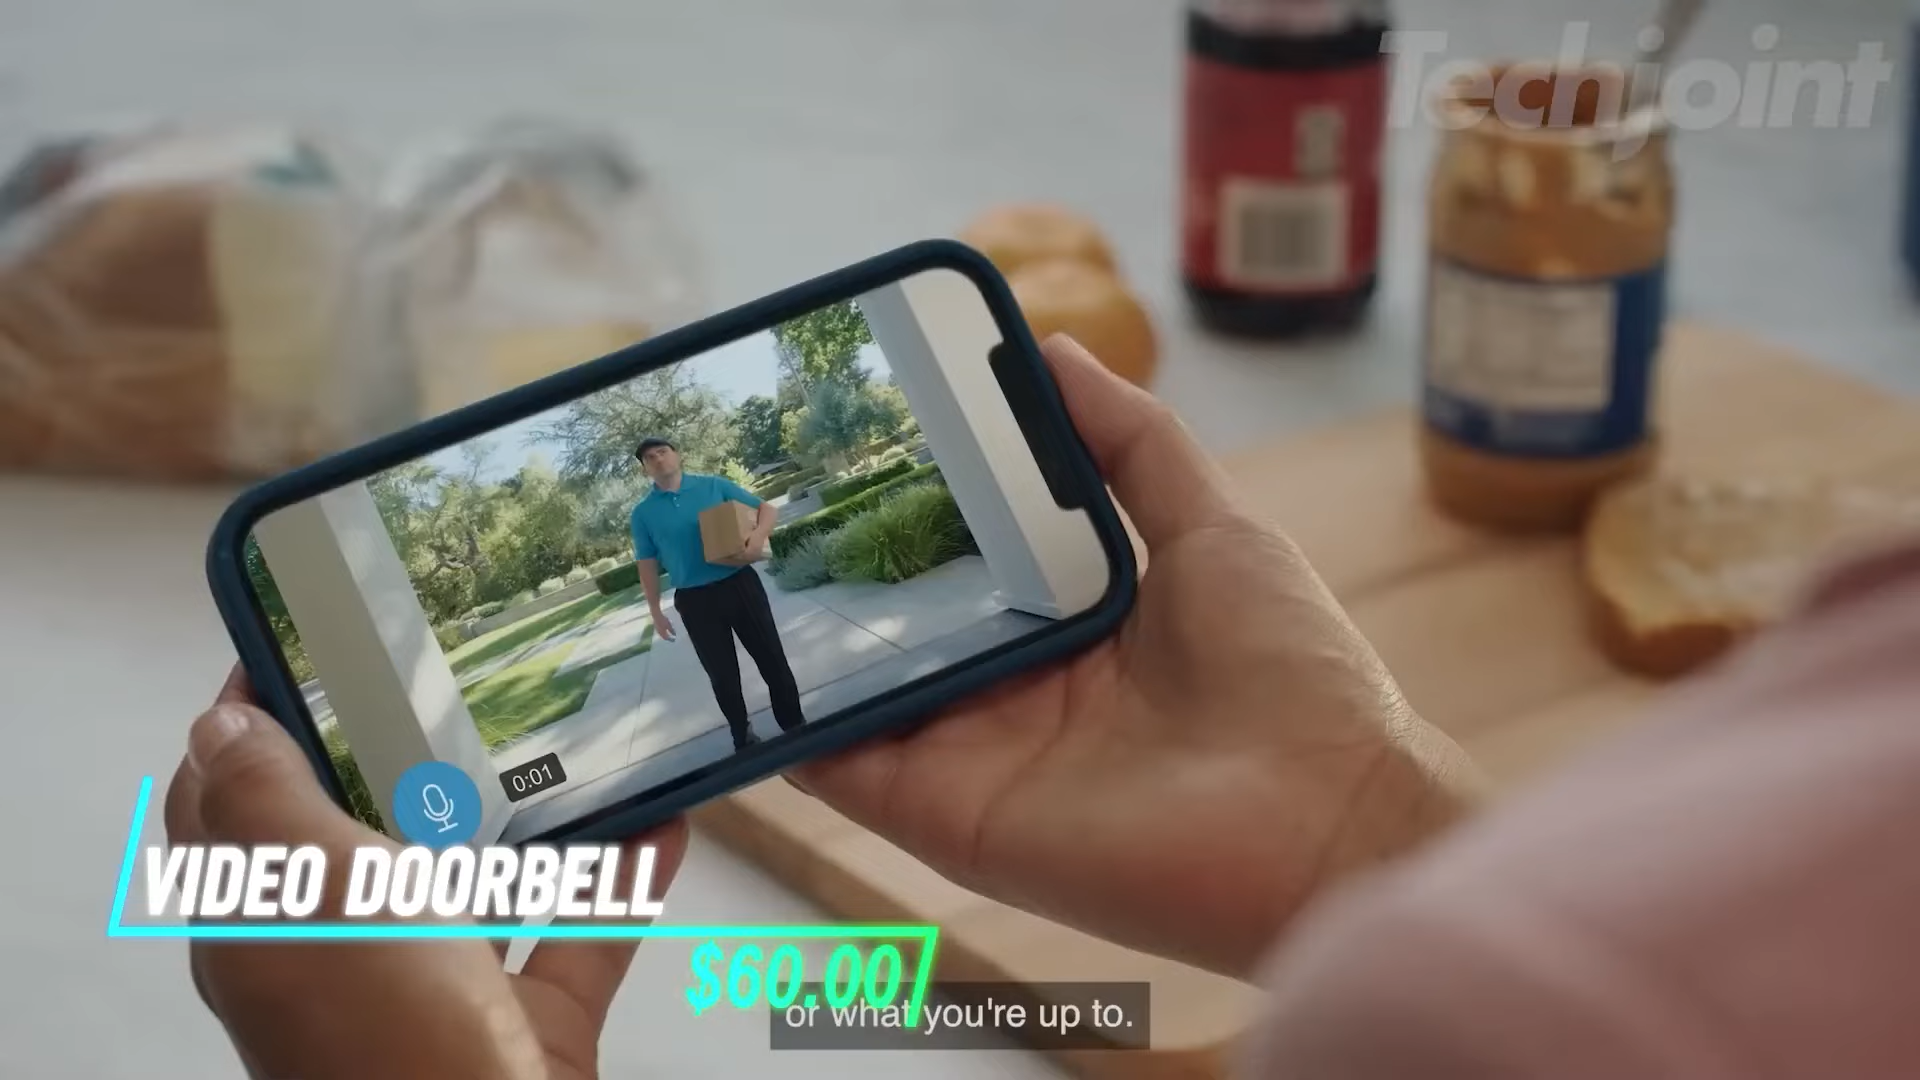 Techjoint
0:01
VIDEO DOORBELL
$60.00
or what you're up to.